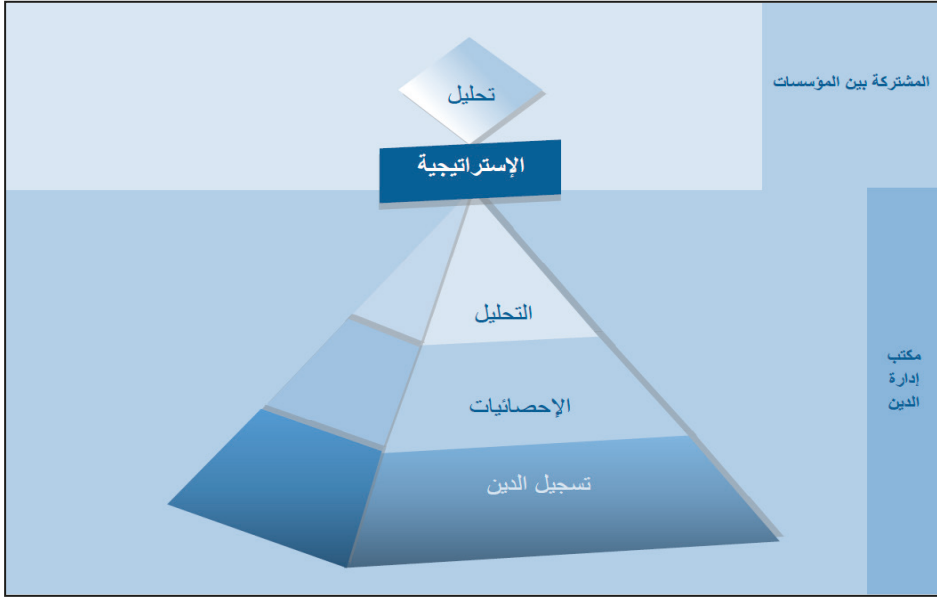 المشتركة بين المؤسسات
تحليل
الإستراتيجية
التحليل
الإحصائيات
تسجيل الدين
مكتب
إدارة
الدين